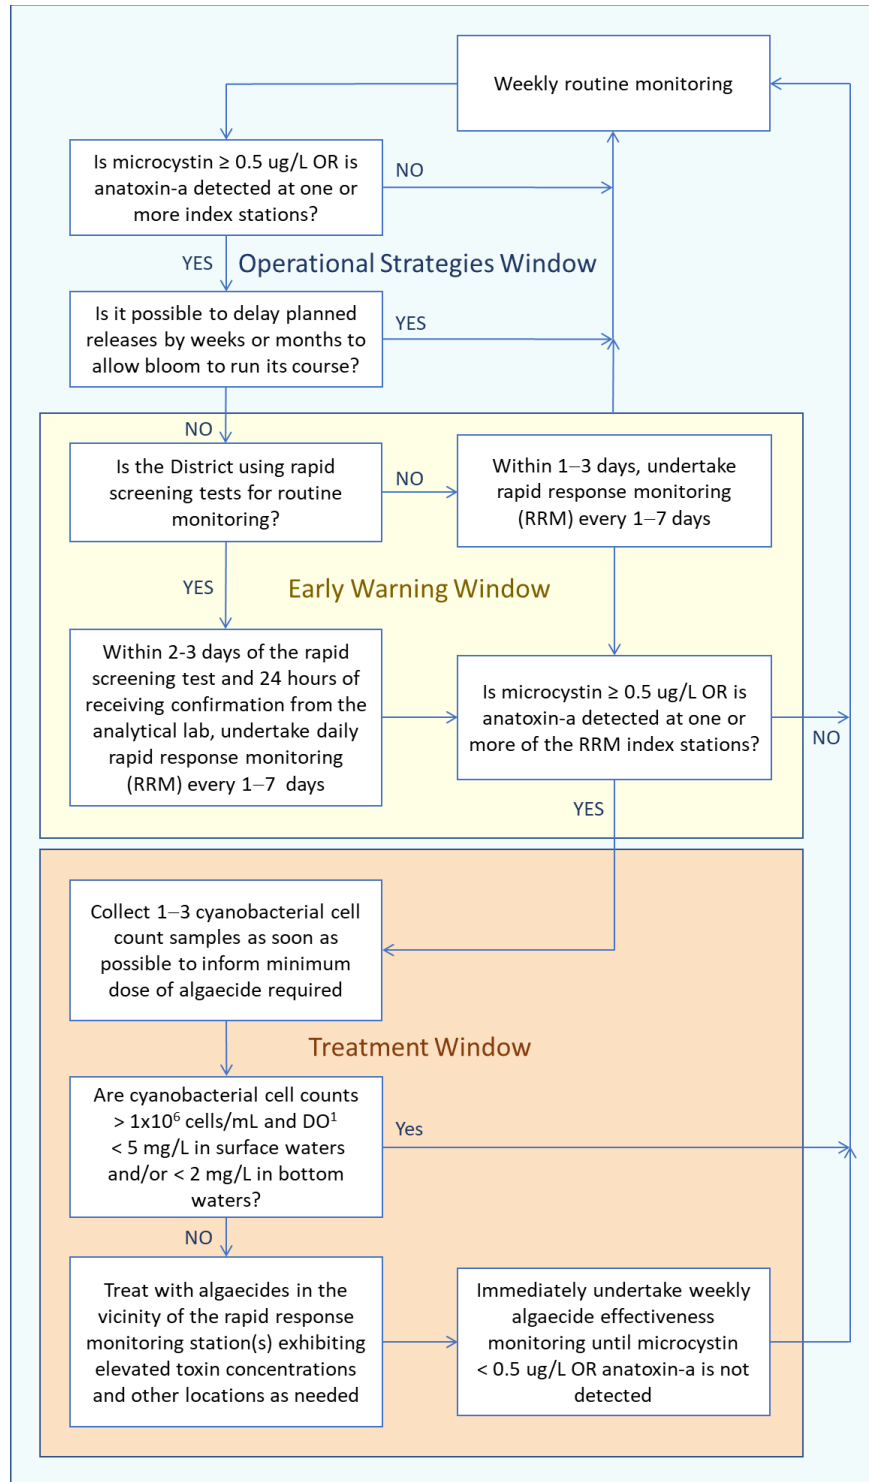 Weekly routine monitoring
Is microcystin ≥ 0.5 ug/L OR is
anatoxin-a detected at one or
more index stations?
NO
YES
Operational Strategies Window
Is it possible to delay planned
releases by weeks or months to
allow bloom to run its course?
YES
NO
Is the District using rapid
screening tests for routine
monitoring?
NO
Within 1–3 days, undertake
rapid response monitoring
(RRM) every 1–7 days
YES
Early Warning Window
Within 2-3 days of the rapid
screening test and 24 hours of
receiving confirmation from the
analytical lab, undertake daily
rapid response monitoring
(RRM) every 1–7 days
Is microcystin ≥ 0.5 ug/L OR is
anatoxin-a detected at one or
more of the RRM index stations?
NO
YES
Collect 1–3 cyanobacterial cell
count samples as soon as
possible to inform minimum
dose of algaecide required
Treatment Window
Are cyanobacterial cell counts
> 1x10⁶ cells/mL and DO¹
< 5 mg/L in surface waters
and/or < 2 mg/L in bottom
waters?
Yes
NO
Treat with algaecides in the
vicinity of the rapid response
monitoring station(s) exhibiting
elevated toxin concentrations
and other locations as needed
Immediately undertake weekly
algaecide effectiveness
monitoring until microcystin
< 0.5 ug/L OR anatoxin-a is not
detected